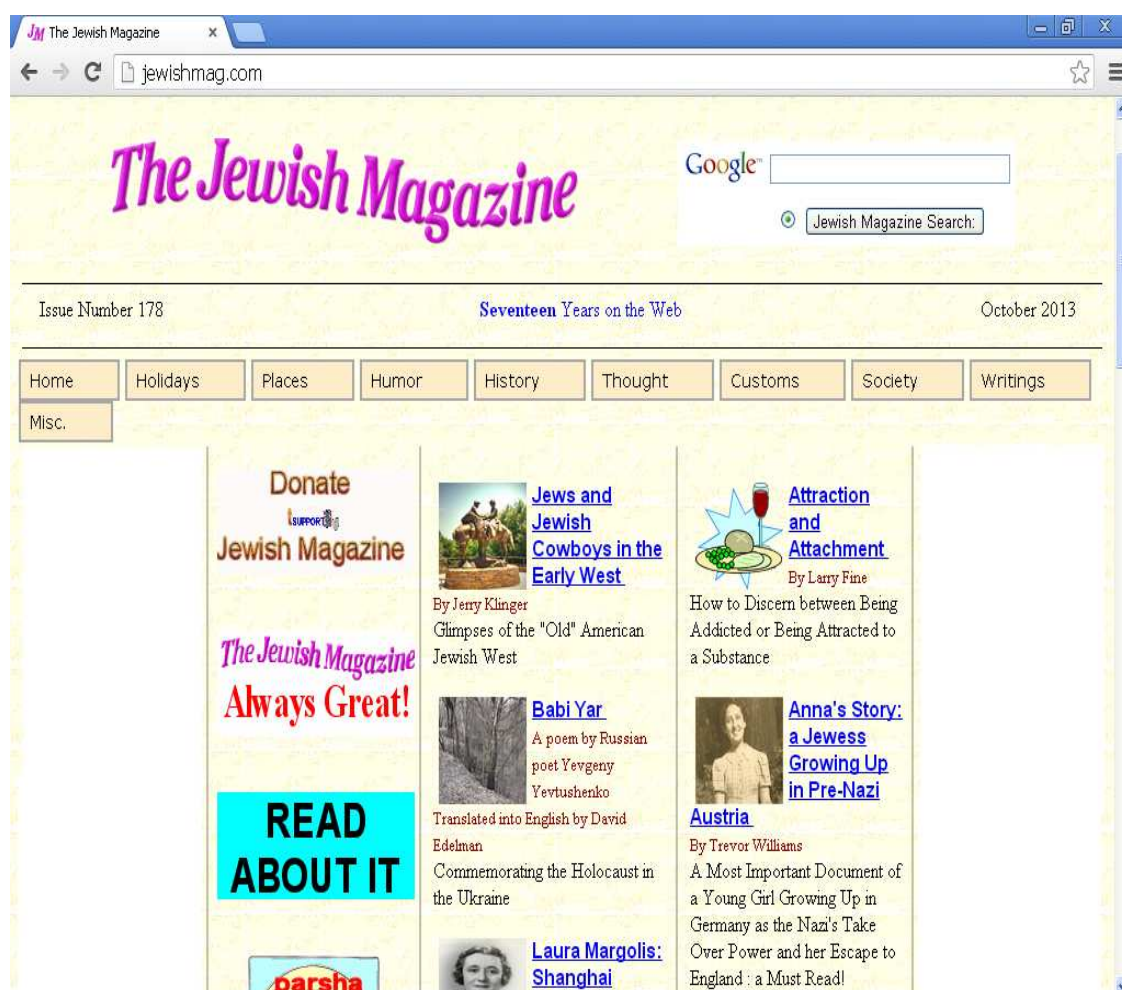 JM The Jewish Magazine x
jewishmag.com
The Jewish Magazine
Google™
Jewish Magazine Search:
Issue Number 178 Seventeen Years on the Web October 2013
Home Holidays Places Humor History Thought Customs Society Writings
Misc.
Donate
SUPPORTing
Jewish Magazine
The Jewish Magazine
Always Great!
READ
ABOUT IT
parsha
Jews and
Jewish
Cowboys in the
Early West
By Jerry Klinger
Glimpses of the "Old" American
Jewish West
Babi Yar
A poem by Russian
poet Yevgeny
Yevtushenko
Translated into English by David
Edelman
Commemorating the Holocaust in
the Ukraine
Laura Margolis:
Shanghai
Attraction
and
Attachment
By Larry Fine
How to Discern between Being
Addicted or Being Attracted to
a Substance
Anna's Story:
a Jewess
Growing Up
in Pre-Nazi
Austria
By Trevor Williams
A Most Important Document of
a Young Girl Growing Up in
Germany as the Nazi's Take
Over Power and her Escape to
England : a Must Read!